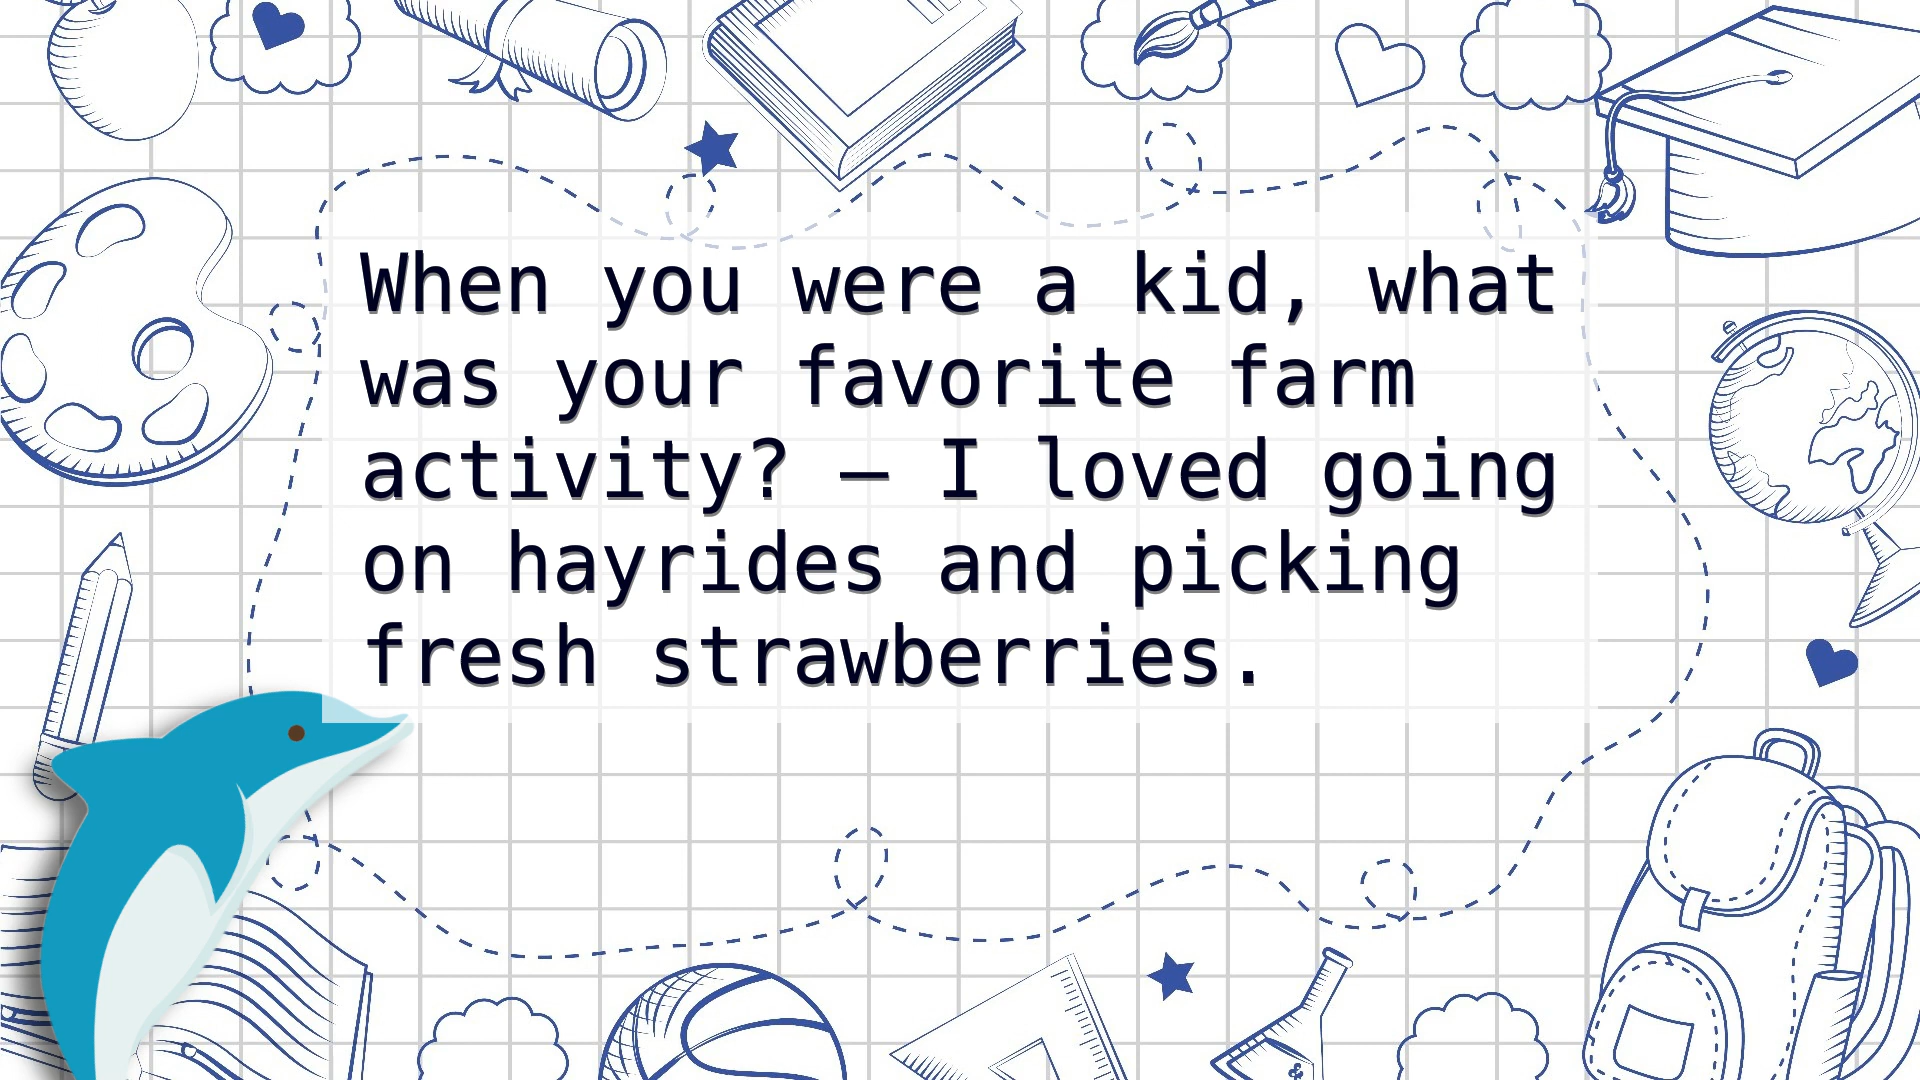 When you were a kid, what
was your favorite farm
activity? – I loved going
on hayrides and picking
fresh strawberries.